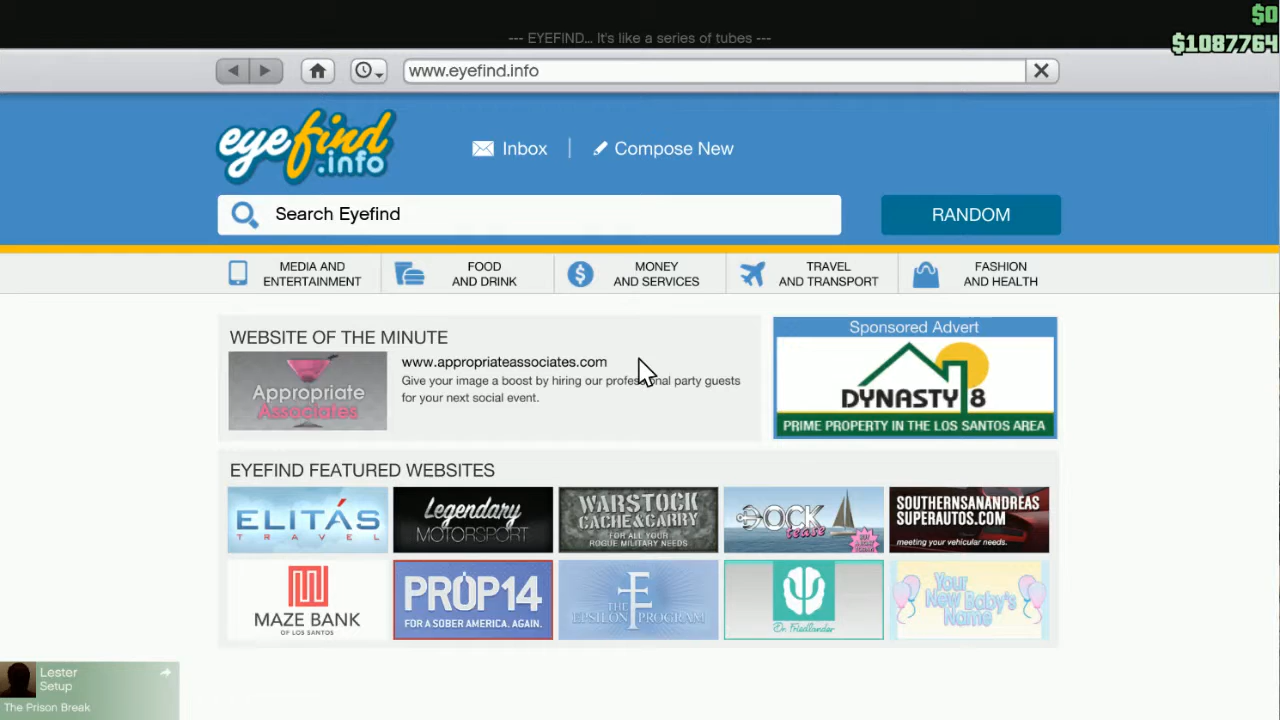 $0
--- EYEFIND... It's like a series of tubes ---
$1087764
www.eyefind.info
eyefind
.info
Inbox
Compose New
Search Eyefind
RANDOM
MEDIA AND
ENTERTAINMENT
FOOD
AND DRINK
MONEY
AND SERVICES
TRAVEL
AND TRANSPORT
FASHION
AND HEALTH
WEBSITE OF THE MINUTE
Appropriate
Associates
www.appropriateassociates.com
Give your image a boost by hiring our professional party guests
for your next social event.
Sponsored Advert
DYNASTY 8
PRIME PROPERTY IN THE LOS SANTOS AREA
EYEFIND FEATURED WEBSITES
ELITÁS
TRAVEL
Legendary
MOTORSPORT
WARSTOCK
CACHE & CARRY
FOR ALL YOUR
ROGUE MILITARY NEEDS
DOCK
tease
SOUTHERNSANANDREAS
SUPERAUTOS.COM
meeting your vehicular needs.
MAZE BANK
OF LOS SANTOS
PROP14
FOR A SOBER AMERICA. AGAIN.
THE
EPSILON PROGRAM
Dr. Friedlander
Your
New Baby's
Name
Lester
Setup
The Prison Break